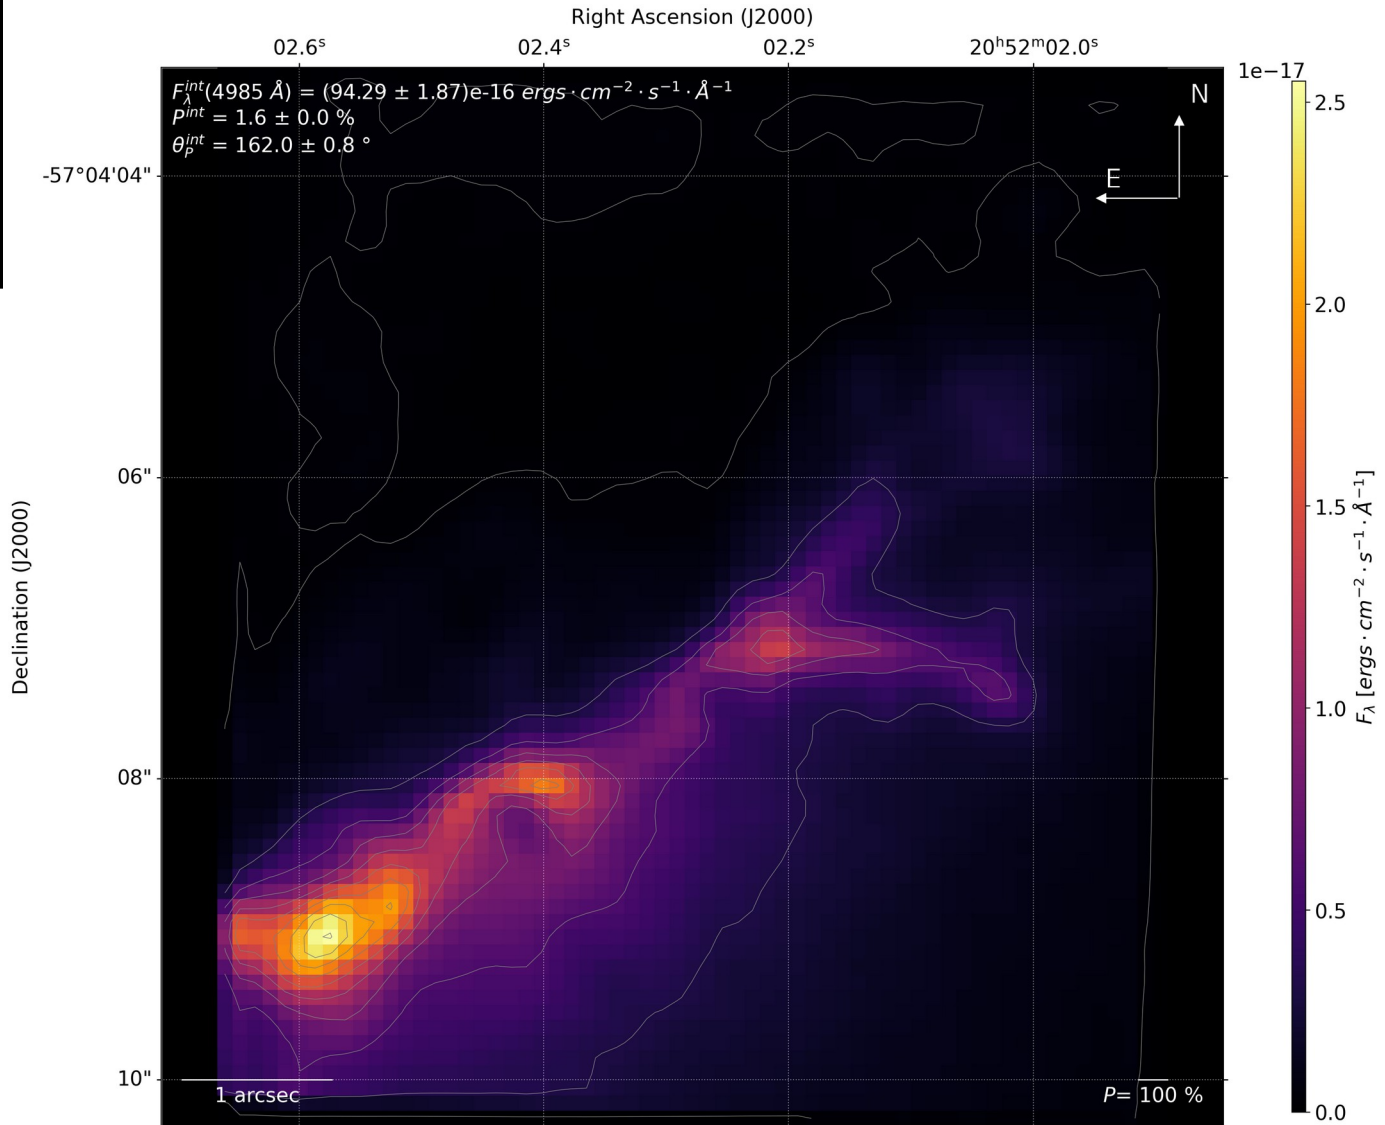 Right Ascension (J2000)
02.6ˢ 02.4ˢ 02.2ˢ 20ʰ52ᵐ02.0ˢ
1e−17
F_λ^int(4985 Å) = (94.29 ± 1.87)e-16 ergs · cm⁻² · s⁻¹ · Å⁻¹
P^int = 1.6 ± 0.0 %
θ_P^int = 162.0 ± 0.8 °
N
E
-57°04'04"
06"
08"
10"
Declination (J2000)
1 arcsec
P= 100 %
2.5
2.0
1.5
1.0
0.5
0.0
F_λ [ergs · cm⁻² · s⁻¹ · Å⁻¹]